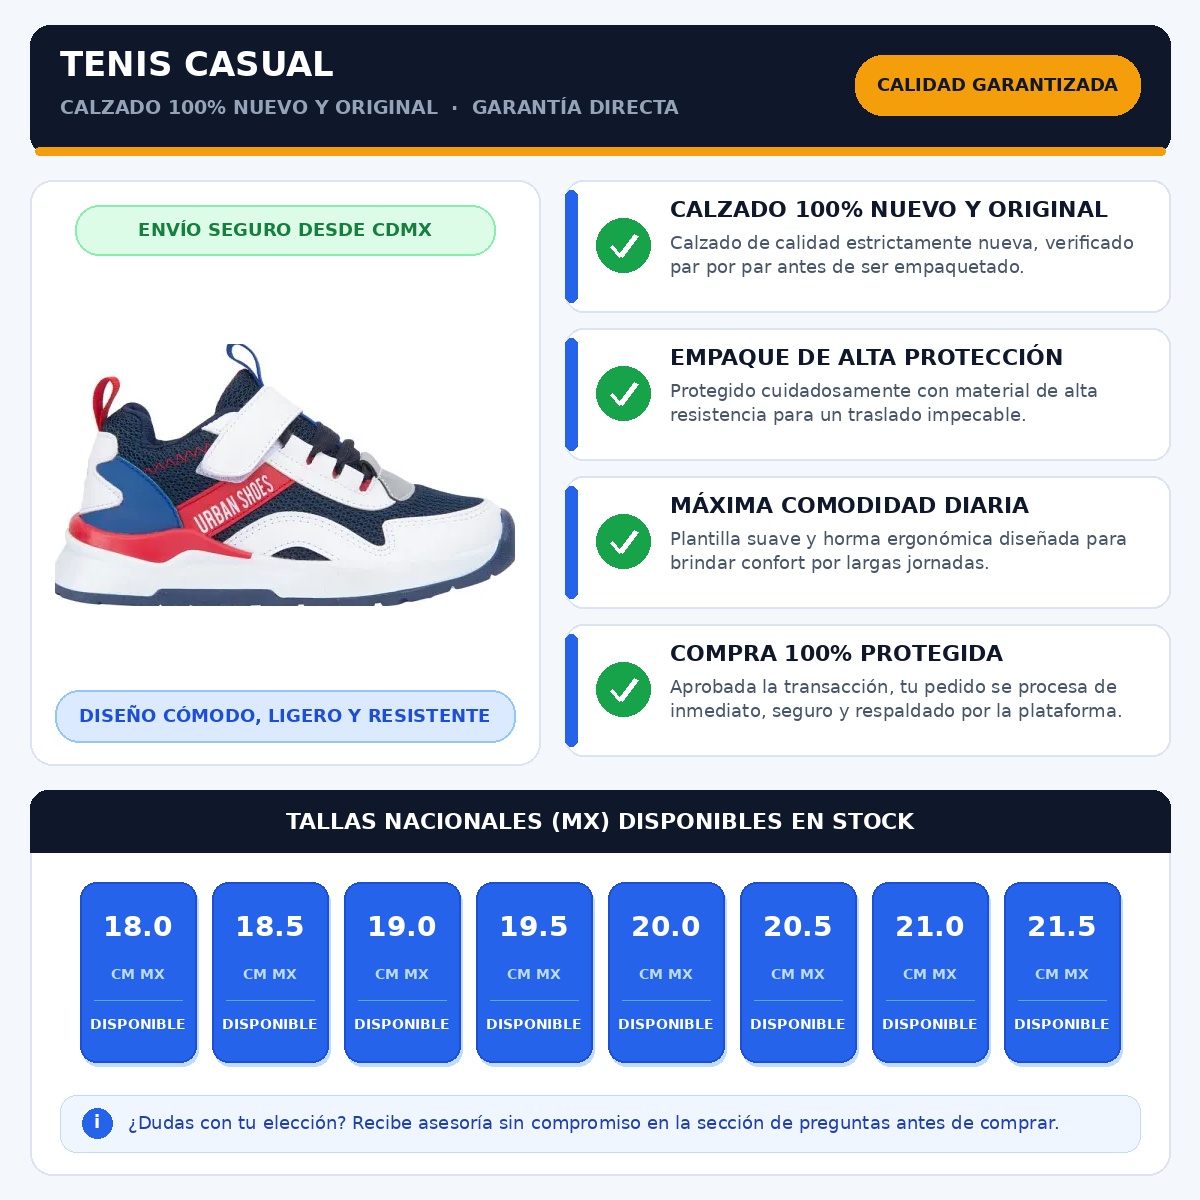 TENIS CASUAL
CALZADO 100% NUEVO Y ORIGINAL · GARANTÍA DIRECTA
CALIDAD GARANTIZADA
ENVÍO SEGURO DESDE CDMX
URBAN SHOES
DISEÑO CÓMODO, LIGERO Y RESISTENTE
CALZADO 100% NUEVO Y ORIGINAL
Calzado de calidad estrictamente nueva, verificado
par por par antes de ser empaquetado.
EMPAQUE DE ALTA PROTECCIÓN
Protegido cuidadosamente con material de alta
resistencia para un traslado impecable.
MÁXIMA COMODIDAD DIARIA
Plantilla suave y horma ergonómica diseñada para
brindar confort por largas jornadas.
COMPRA 100% PROTEGIDA
Aprobada la transacción, tu pedido se procesa de
inmediato, seguro y respaldado por la plataforma.
TALLAS NACIONALES (MX) DISPONIBLES EN STOCK
18.0 18.5 19.0 19.5 20.0 20.5 21.0 21.5
CM MX CM MX CM MX CM MX CM MX CM MX CM MX CM MX
DISPONIBLE DISPONIBLE DISPONIBLE DISPONIBLE DISPONIBLE DISPONIBLE DISPONIBLE DISPONIBLE
i ¿Dudas con tu elección? Recibe asesoría sin compromiso en la sección de preguntas antes de comprar.